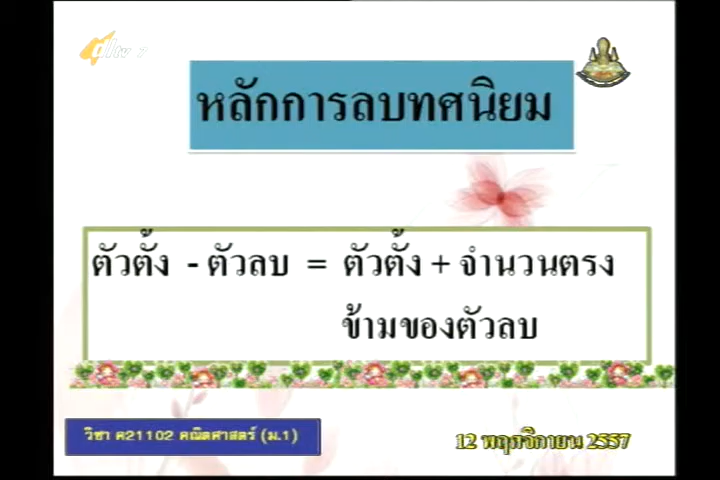 dltv 7
หลักการลบทศนิยม
ตัวตั้ง - ตัวลบ = ตัวตั้ง + จำนวนตรง
ข้ามของตัวลบ
วิชา ค21102 คณิตศาสตร์ (ม.1)
12 พฤศจิกายน 2557